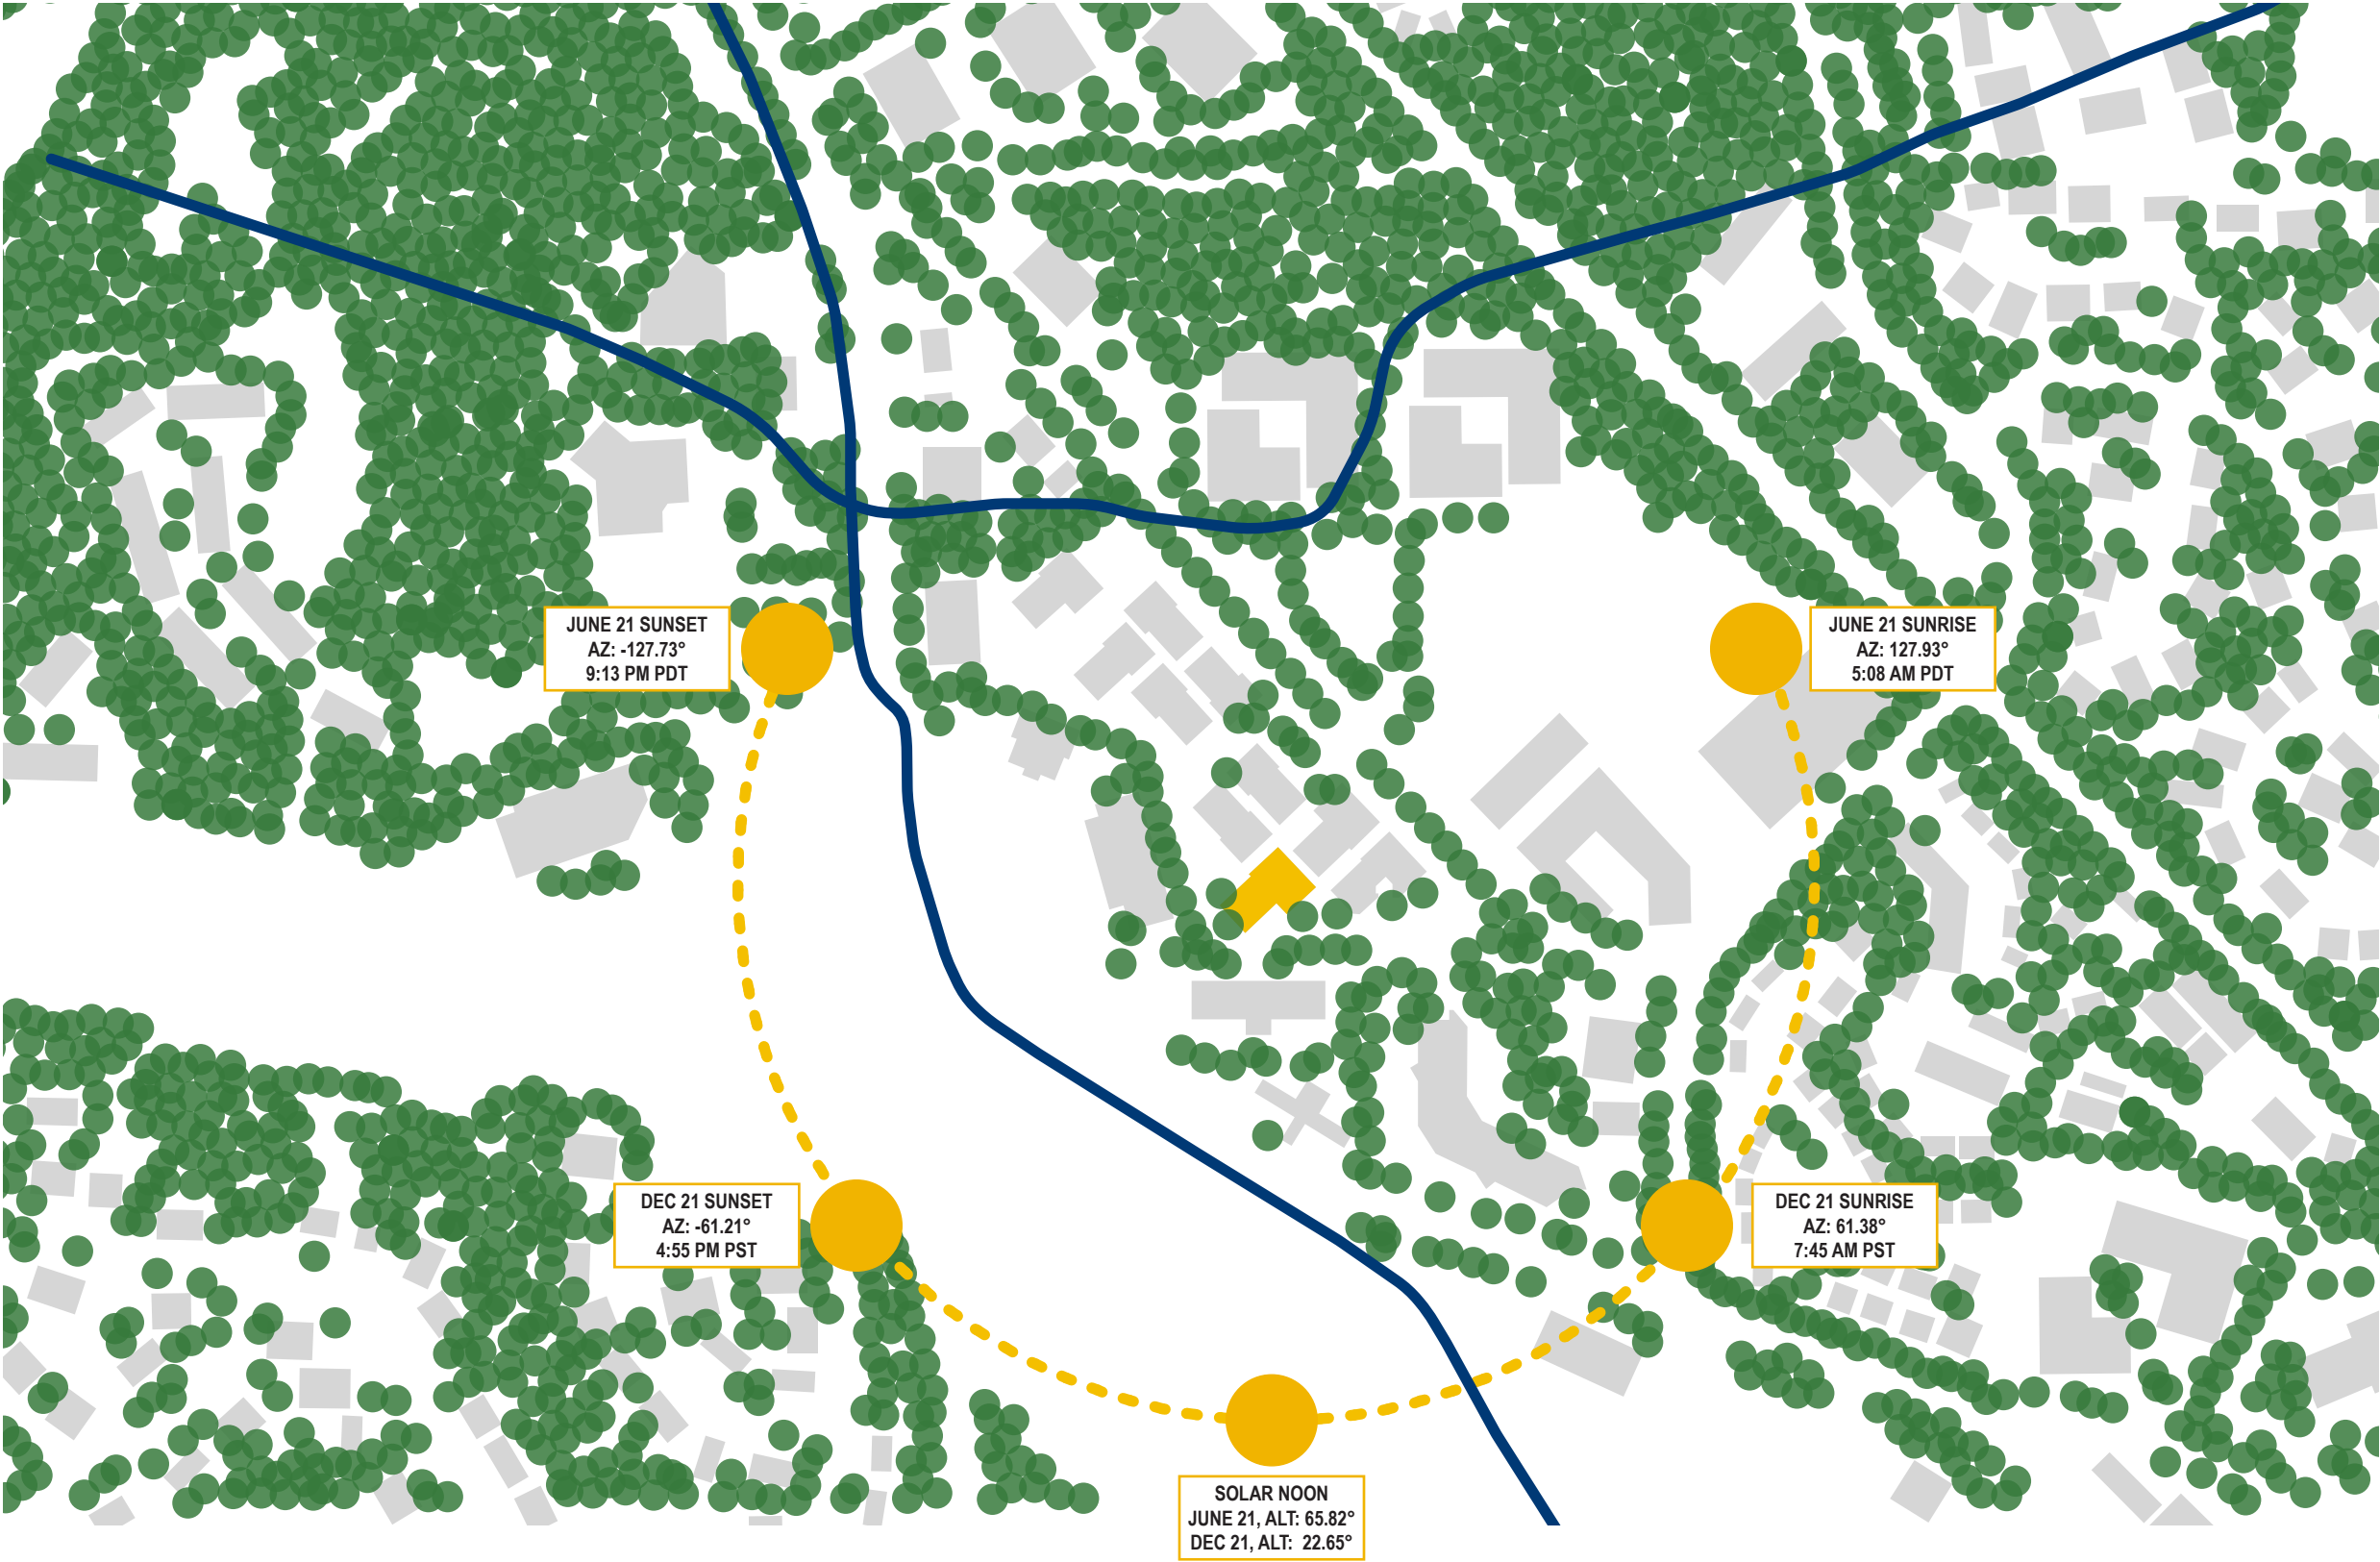 JUNE 21 SUNSET
AZ: -127.73°
9:13 PM PDT
JUNE 21 SUNRISE
AZ: 127.93°
5:08 AM PDT
DEC 21 SUNSET
AZ: -61.21°
4:55 PM PST
DEC 21 SUNRISE
AZ: 61.38°
7:45 AM PST
SOLAR NOON
JUNE 21, ALT: 65.82°
DEC 21, ALT: 22.65°